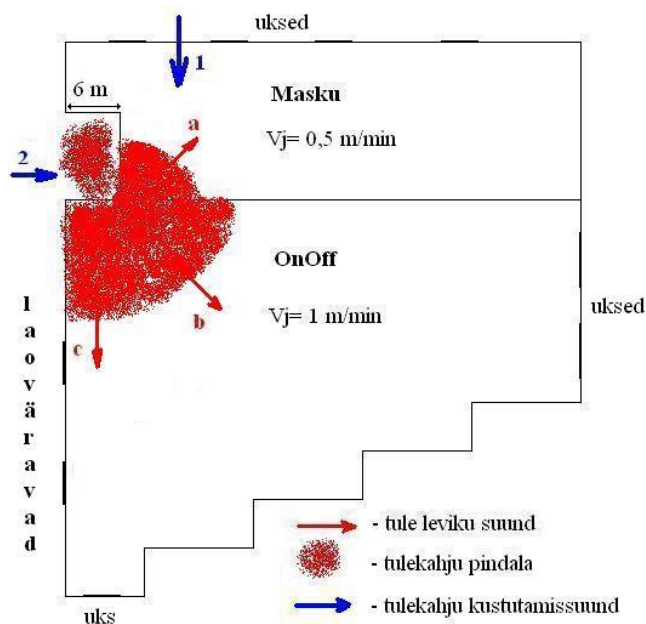 uksed
1
6 m
Masku
a
Vj= 0,5 m/min
2
OnOff
b
Vj= 1 m/min
c
uksed
laoväravad
- tule leviku suund
- tulekahju pindala
- tulekahju kustutamissuund
uks